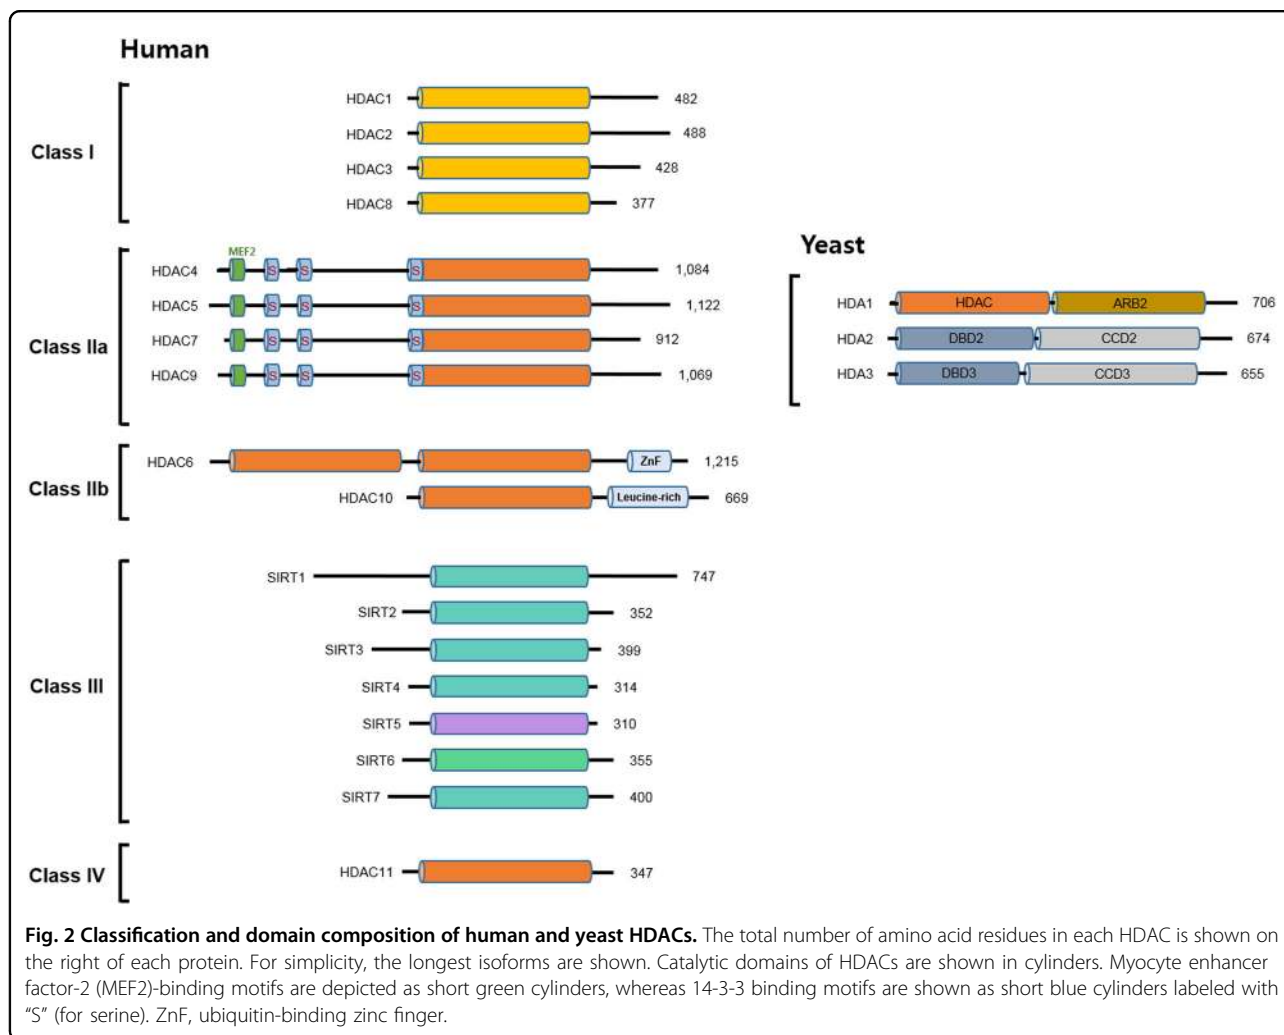 Human
Class I
HDAC1 482
HDAC2 488
HDAC3 428
HDAC8 377
Class IIa
MEF2
HDAC4 S S S 1,084
HDAC5 S S S 1,122
HDAC7 S S S 912
HDAC9 S S S 1,069
Yeast
HDA1 HDAC ARB2 706
HDA2 DBD2 CCD2 674
HDA3 DBD3 CCD3 655
Class IIb
HDAC6 ZnF 1,215
HDAC10 Leucine-rich 669
Class III
SIRT1 747
SIRT2 352
SIRT3 399
SIRT4 314
SIRT5 310
SIRT6 355
SIRT7 400
Class IV
HDAC11 347
Fig. 2 Classification and domain composition of human and yeast HDACs. The total number of amino acid residues in each HDAC is shown on
the right of each protein. For simplicity, the longest isoforms are shown. Catalytic domains of HDACs are shown in cylinders. Myocyte enhancer
factor-2 (MEF2)-binding motifs are depicted as short green cylinders, whereas 14-3-3 binding motifs are shown as short blue cylinders labeled with
“S” (for serine). ZnF, ubiquitin-binding zinc finger.